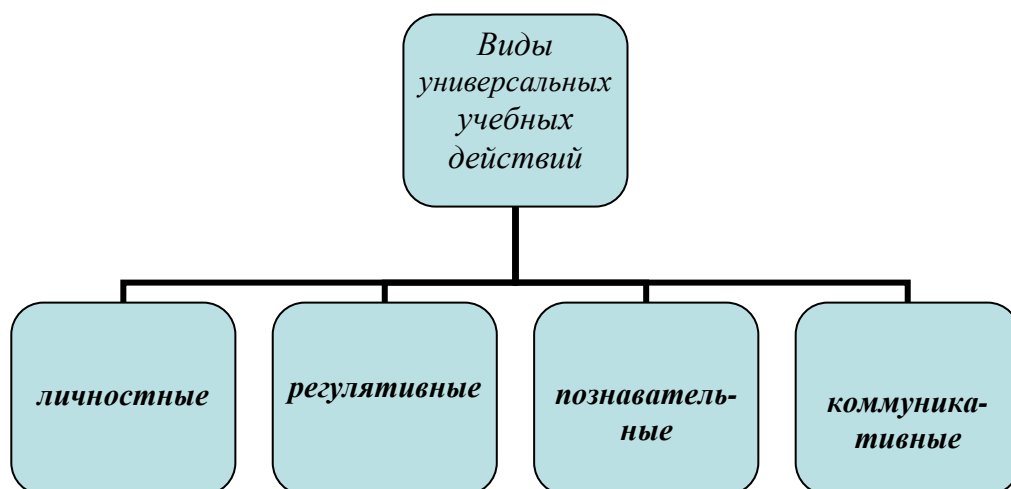 Виды
универсальных
учебных
действий
личностные
регулятивные
познаватель-
ные
коммуника-
тивные